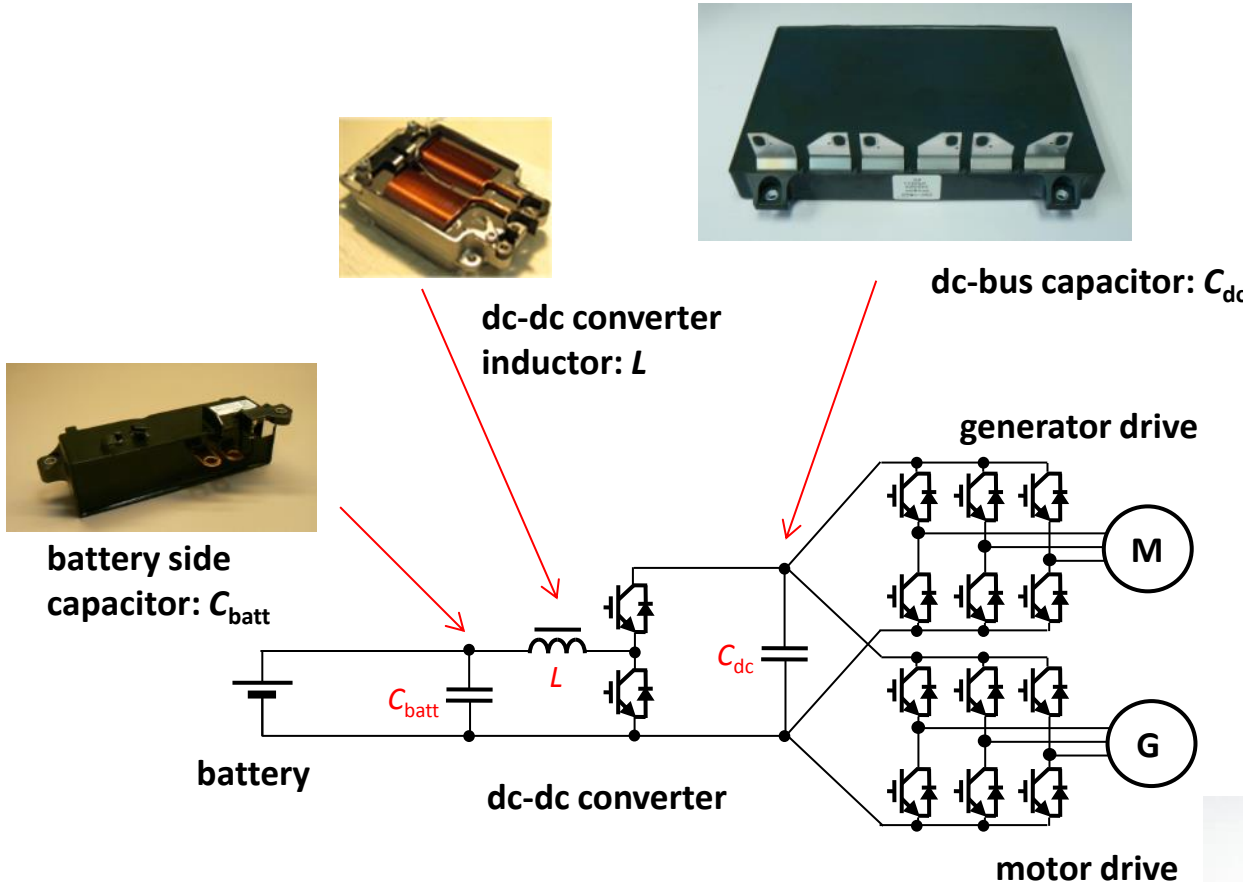 dc-bus capacitor: Cdc
dc-dc converter
inductor: L
generator drive
battery side
capacitor: Cbatt
M
Cdc
L
Cbatt
G
battery
dc-dc converter
motor drive